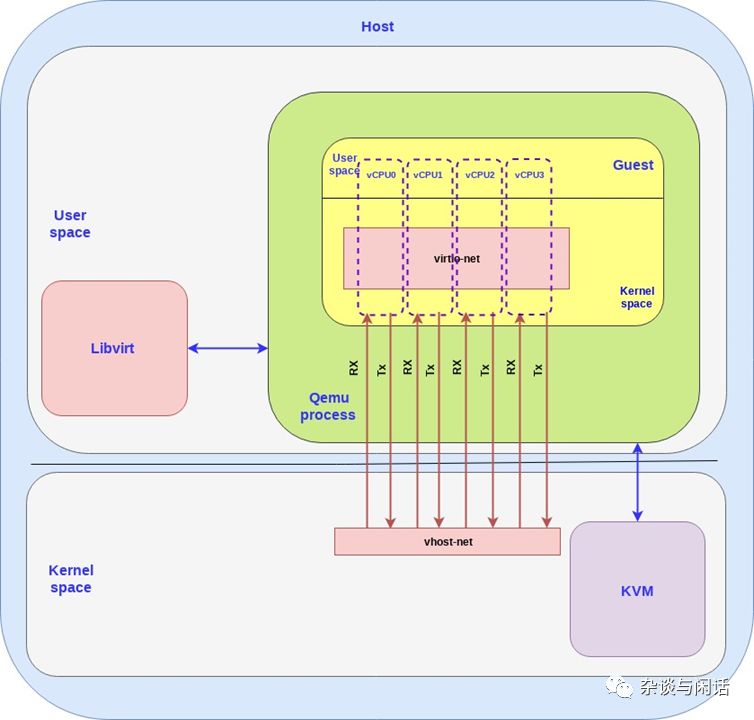 Host
User
space
Guest
vCPU0
vCPU1
vCPU2
vCPU3
User
space
virtio-net
Kernel
space
Libvirt
RX
Tx
RX
Tx
RX
Tx
RX
Tx
Qemu
process
vhost-net
Kernel
space
KVM
杂谈与闲话